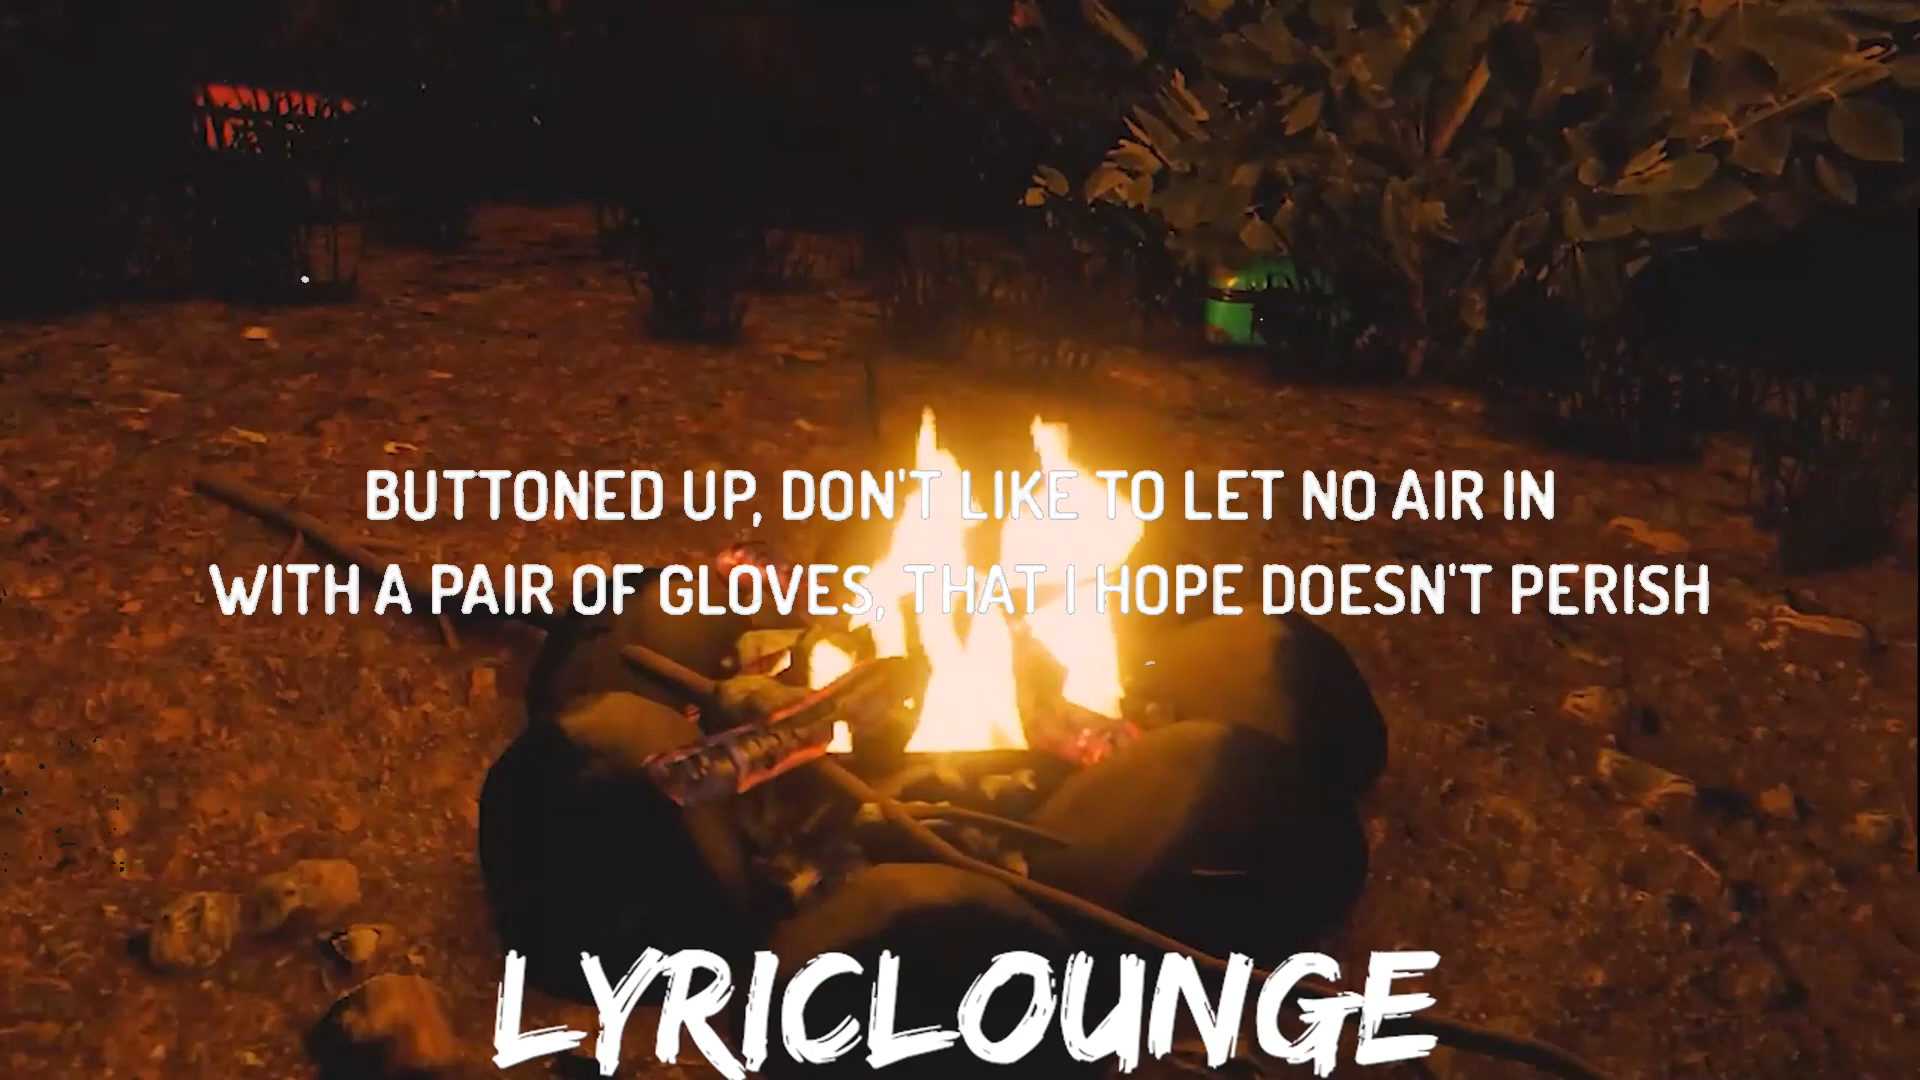 BUTTONED UP, DON'T LIKE TO LET NO AIR IN
WITH A PAIR OF GLOVES, THAT I HOPE DOESN'T PERISH
LYRICLOUNGE